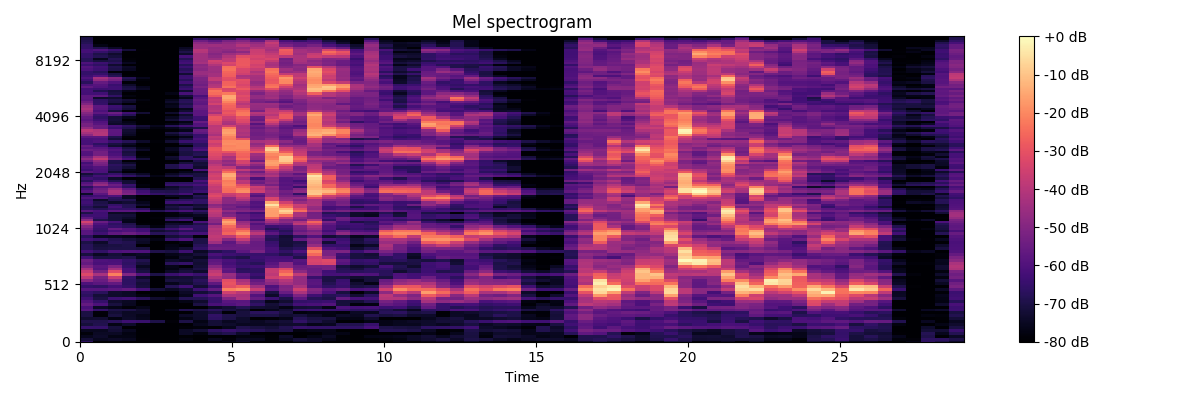 Mel spectrogram
8192
4096
2048
1024
512
0
Hz
0 5 10 15 20 25
Time
+0 dB
-10 dB
-20 dB
-30 dB
-40 dB
-50 dB
-60 dB
-70 dB
-80 dB